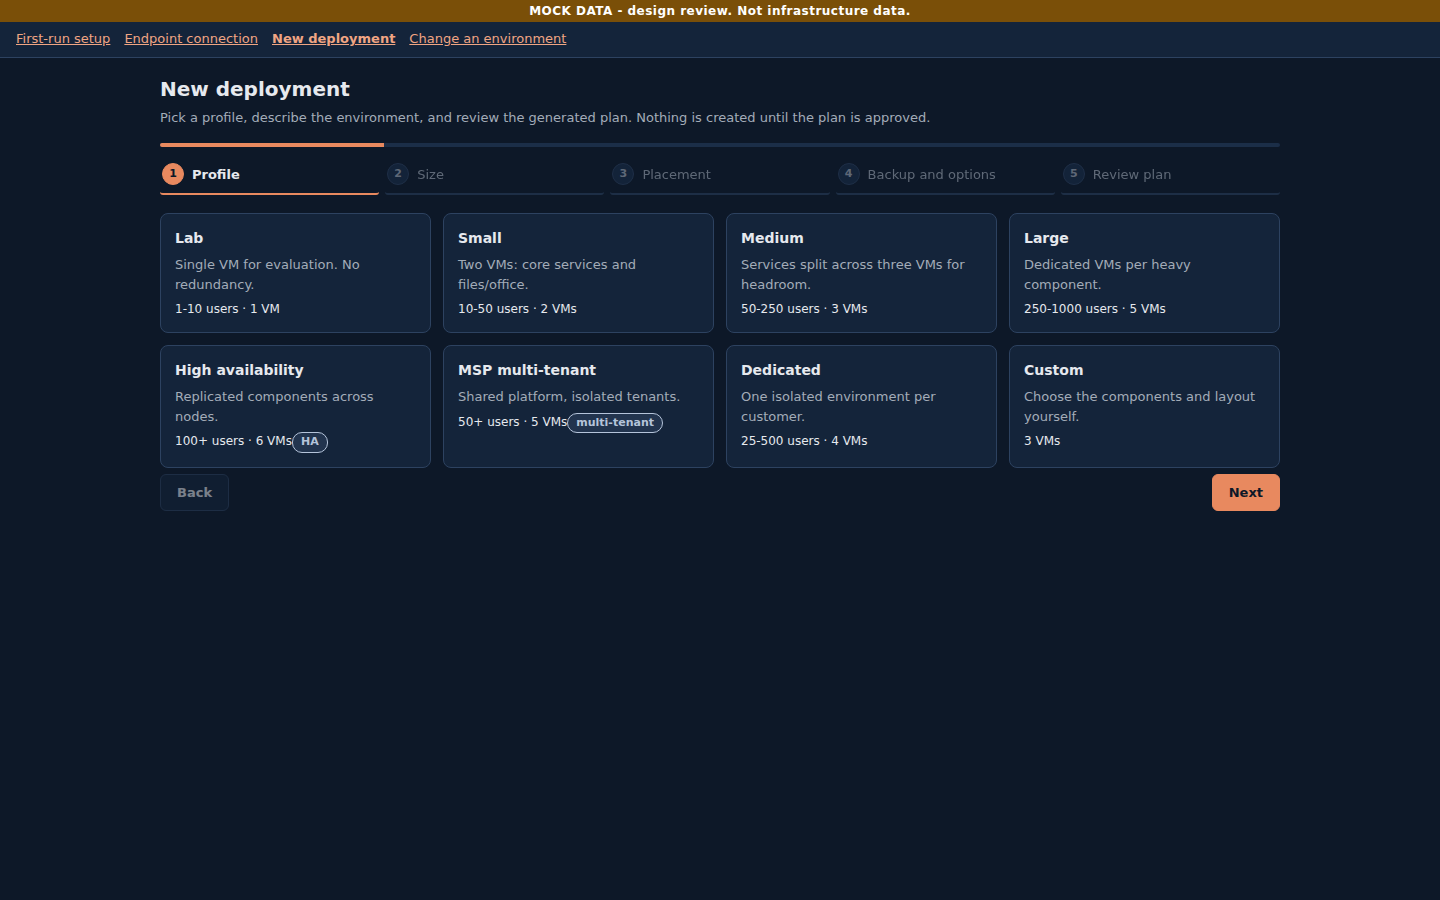 MOCK DATA - design review. Not infrastructure data.
First-run setup Endpoint connection New deployment Change an environment
New deployment
Pick a profile, describe the environment, and review the generated plan. Nothing is created until the plan is approved.
1 Profile 2 Size 3 Placement 4 Backup and options 5 Review plan
Lab
Single VM for evaluation. No
redundancy.
1-10 users · 1 VM
Small
Two VMs: core services and
files/office.
10-50 users · 2 VMs
Medium
Services split across three VMs for
headroom.
50-250 users · 3 VMs
Large
Dedicated VMs per heavy
component.
250-1000 users · 5 VMs
High availability
Replicated components across
nodes.
100+ users · 6 VMs HA
MSP multi-tenant
Shared platform, isolated tenants.
50+ users · 5 VMs multi-tenant
Dedicated
One isolated environment per
customer.
25-500 users · 4 VMs
Custom
Choose the components and layout
yourself.
3 VMs
Back Next